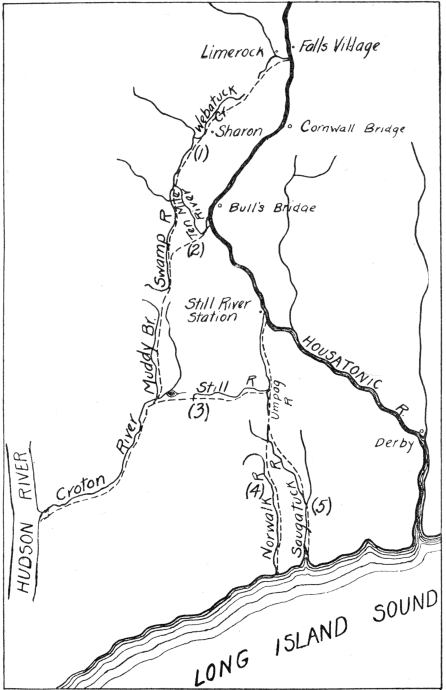 Limerock
Falls Village
Webatuck
Cr.
Sharon
Cornwall Bridge
(1)
Ten Mile
River
Bull's Bridge
Swamp R
(2)
Still River
Station
HOUSATONIC R
Muddy Br.
Still R
Umpog
R
(3)
Derby
Croton River
HUDSON RIVER
Norwalk R
(4)
Saugatuck R
(5)
LONG ISLAND SOUND